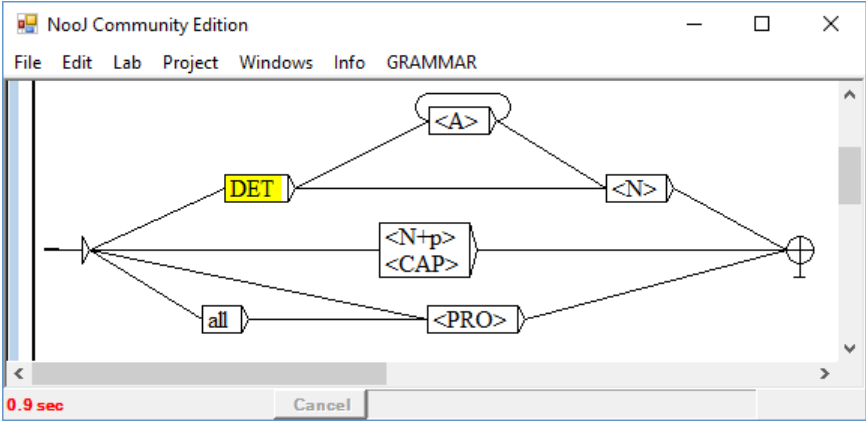 NooJ Community Edition
File Edit Lab Project Windows Info GRAMMAR
<A>
DET
<N>
<N+p>
<CAP>
all
<PRO>
0.9 sec
Cancel